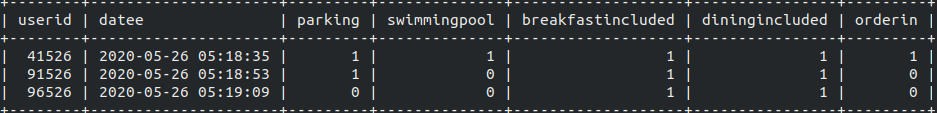 +--------+---------------------+---------+--------------+-------------------+----------------+---------+
| userid | datee               | parking | swimmingpool | breakfastincluded | diningincluded | orderin |
+--------+---------------------+---------+--------------+-------------------+----------------+---------+
|  41526 | 2020-05-26 05:18:35 |       1 |            1 |                 1 |              1 |       1 |
|  91526 | 2020-05-26 05:18:53 |       1 |            0 |                 1 |              1 |       0 |
|  96526 | 2020-05-26 05:19:09 |       0 |            0 |                 1 |              1 |       0 |
+--------+---------------------+---------+--------------+-------------------+----------------+---------+